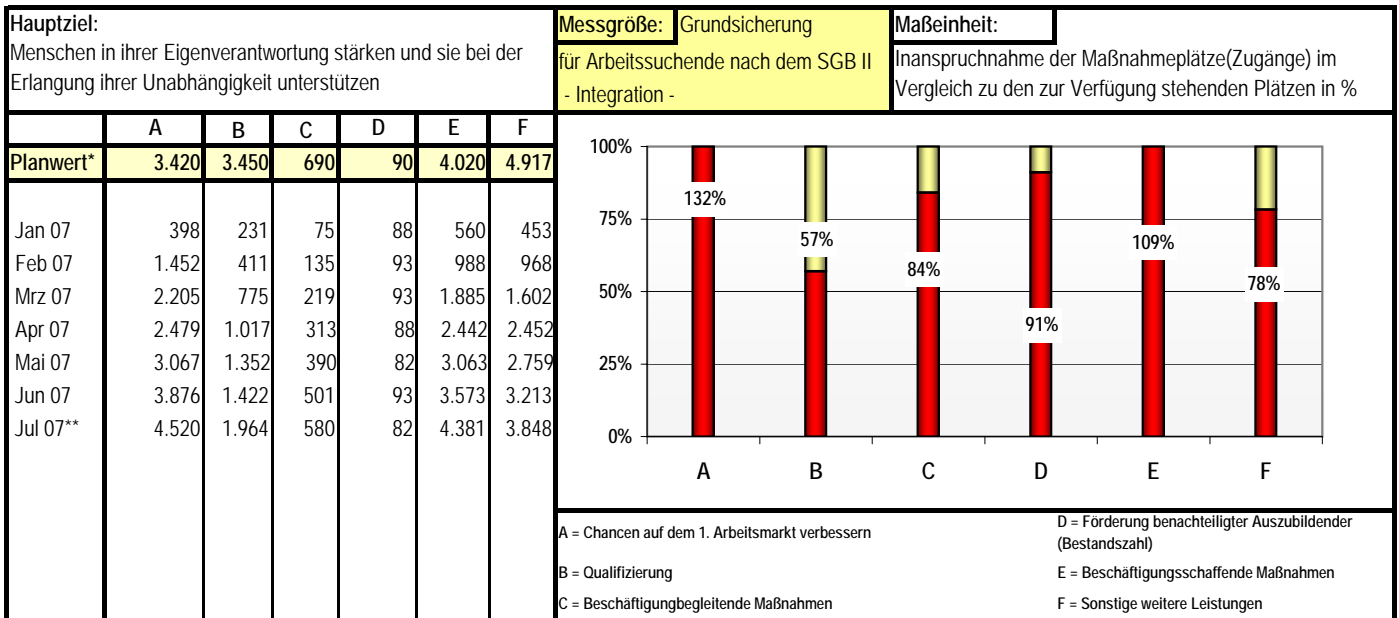 Hauptziel:
Menschen in ihrer Eigenverantwortung stärken und sie bei der
Erlangung ihrer Unabhängigkeit unterstützen
Messgröße: Grundsicherung
für Arbeitssuchende nach dem SGB II
- Integration -
Maßeinheit:
Inanspruchnahme der Maßnahmeplätze(Zugänge) im
Vergleich zu den zur Verfügung stehenden Plätzen in %
A B C D E F
Planwert* 3.420 3.450 690 90 4.020 4.917
Jan 07 398 231 75 88 560 453
Feb 07 1.452 411 135 93 988 968
Mrz 07 2.205 775 219 93 1.885 1.602
Apr 07 2.479 1.017 313 88 2.442 2.452
Mai 07 3.067 1.352 390 82 3.063 2.759
Jun 07 3.876 1.422 501 93 3.573 3.213
Jul 07** 4.520 1.964 580 82 4.381 3.848
100%
75%
50%
25%
0%
132%
57%
84%
91%
109%
78%
A B C D E F
A = Chancen auf dem 1. Arbeitsmarkt verbessern
B = Qualifizierung
C = Beschäftigungbegleitende Maßnahmen
D = Förderung benachteiligter Auszubildender
(Bestandszahl)
E = Beschäftigungsschaffende Maßnahmen
F = Sonstige weitere Leistungen